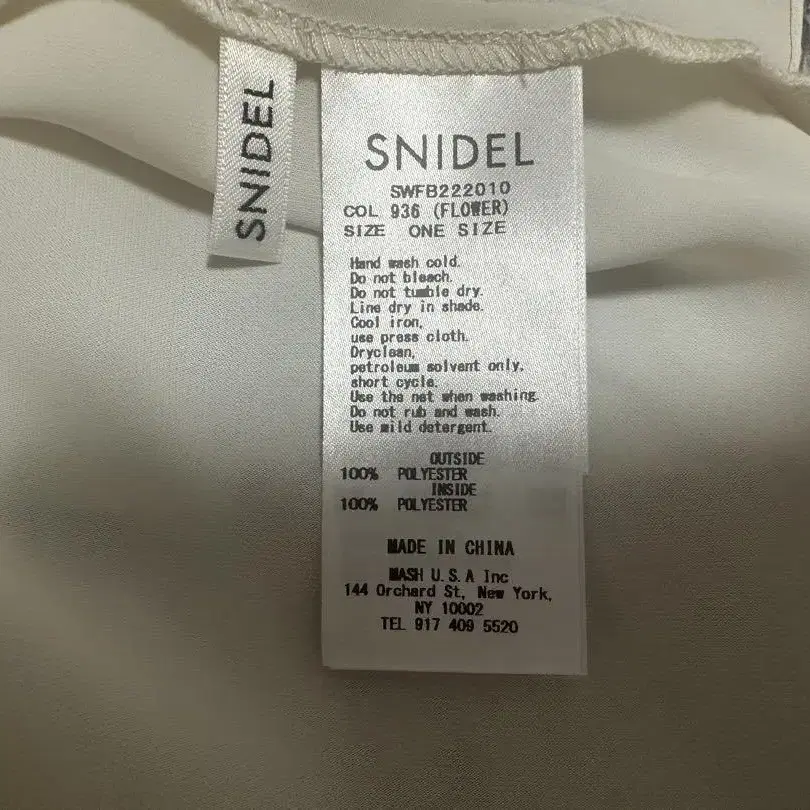 SNIDEL
SNIDEL
SWFB222010
COL 936 (FLOWER)
SIZE ONE SIZE
Hand wash cold.
Do not bleach.
Do not tumble dry.
Line dry in shade.
Cool iron,
use press cloth.
Dryclean,
petroleum solvent only,
short cycle.
Use the net when washing.
Do not rub and wash.
Use mild detergent.
OUTSIDE
100% POLYESTER
INSIDE
100% POLYESTER
MADE IN CHINA
MASH U.S.A Inc
144 Orchard St, New York,
NY 10002
TEL 917 409 5520